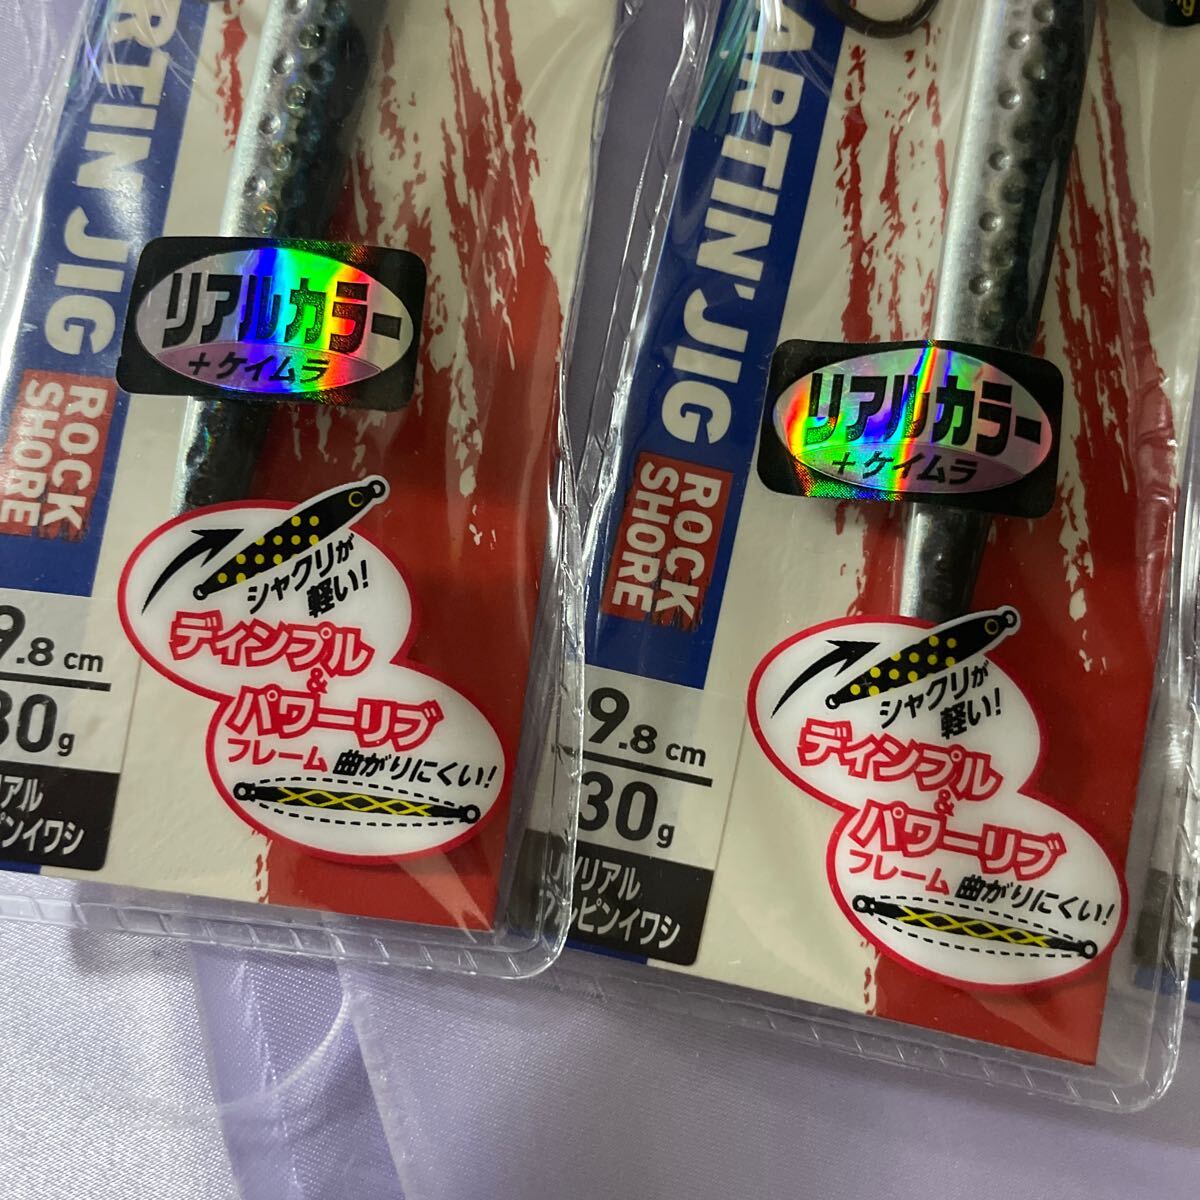 ARTIN JIG
ROCK
SHORE
リアルカラー
+ケイムラ
シャクリが
軽い!
ディンプル
&
パワーリブ
フレーム 曲がりにくい!
9.8 cm
30g
アル
ピンイワシ
ARTIN JIG
ROCK
SHORE
リアルカラー
+ケイムラ
シャクリが
軽い!
ディンプル
&
パワーリブ
フレーム 曲がりにくい!
9.8 cm
30g
リアル
ピンイワシ